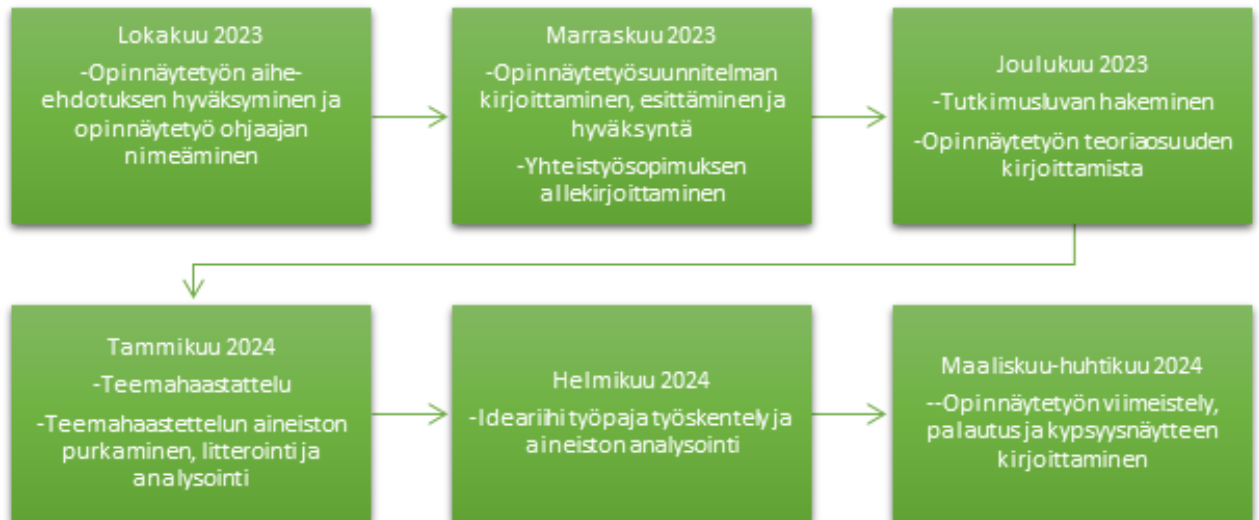 Lokakuu 2023
-Opinnäytetyön aihe-
ehdotuksen hyväksyminen ja
opinnäytetyö ohjaajan
nimeäminen
Marraskuu 2023
-Opinnäytetyösuunnitelman
kirjoittaminen, esittäminen ja
hyväksyntä
-Yhteistyösopimuksen
allekirjoittaminen
Joulukuu 2023
-Tutkimusluvan hakeminen
-Opinnäytetyön teoriaosuuden
kirjoittamista
Tammikuu 2024
-Teemahaastattelu
-Teemahaastettelun aineiston
purkaminen, litterointi ja
analysointi
Helmikuu 2024
-Ideariihi työpaja työskentely ja
aineiston analysointi
Maaliskuu-huhtikuu 2024
--Opinnäytetyön viimeistely,
palautus ja kypsyysnäytteen
kirjoittaminen